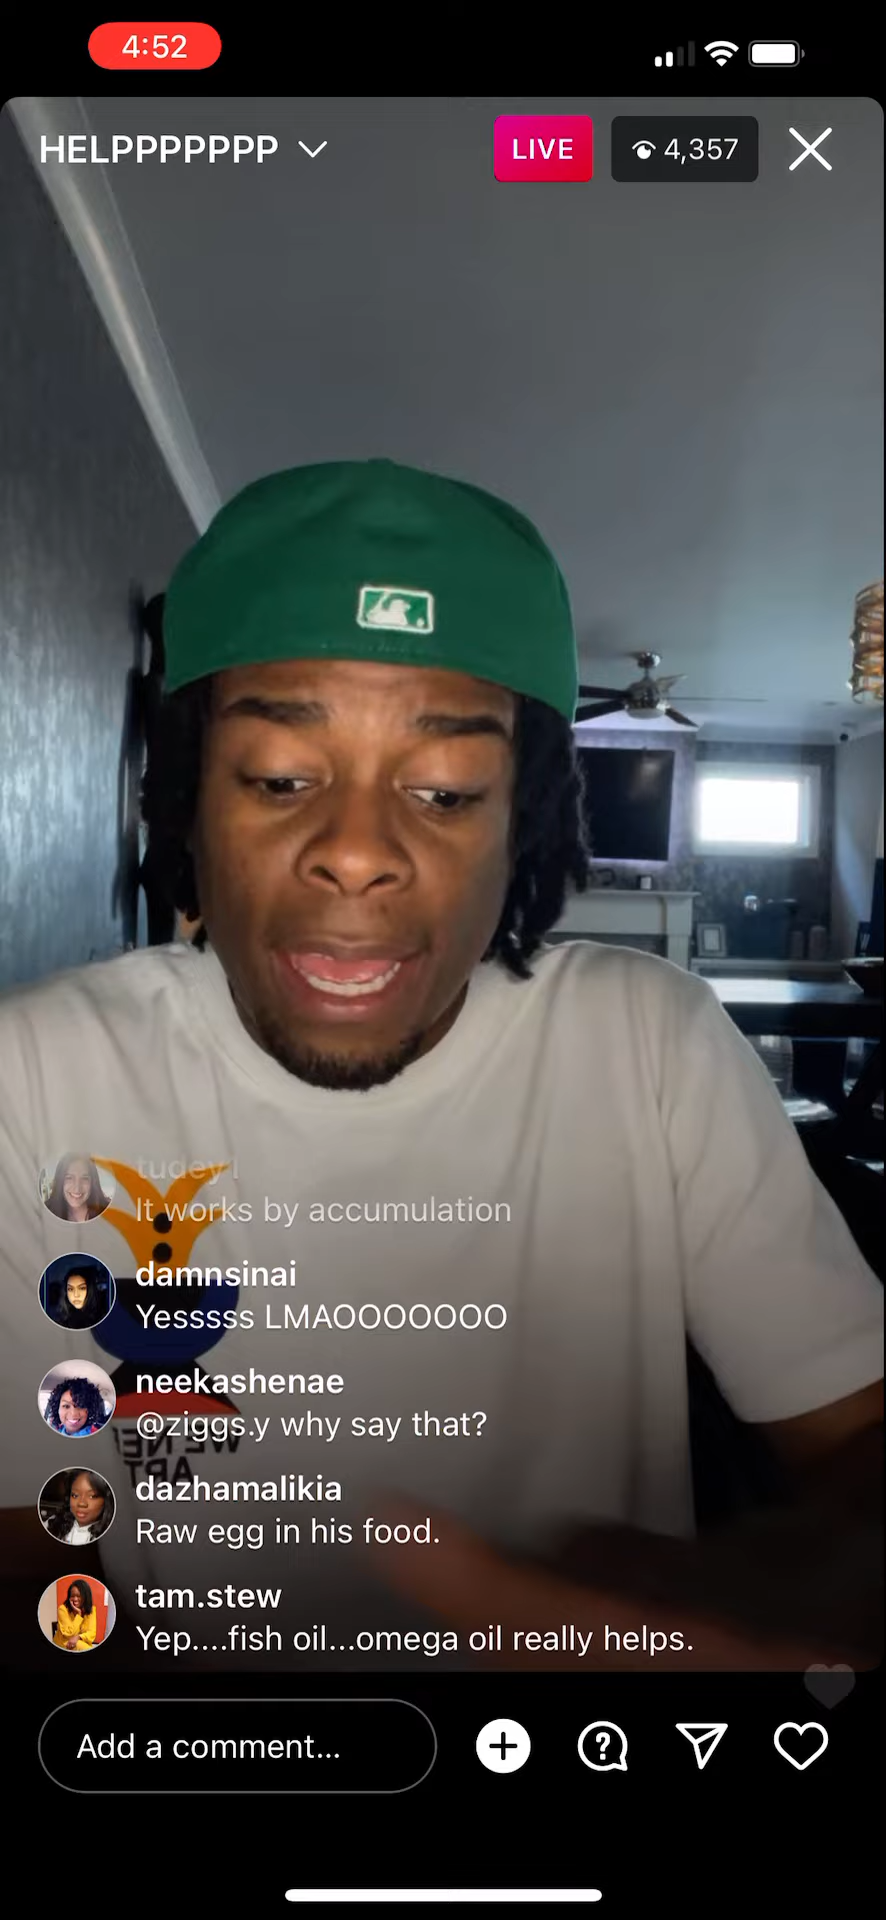 4:52
HELPPPPPPP
LIVE
4,357
tudey1
It works by accumulation
damnsinai
Yesssss LMAOOOOOOO
neekashenae
@ziggs.y why say that?
dazhamalikia
Raw egg in his food.
tam.stew
Yep....fish oil...omega oil really helps.
Add a comment...